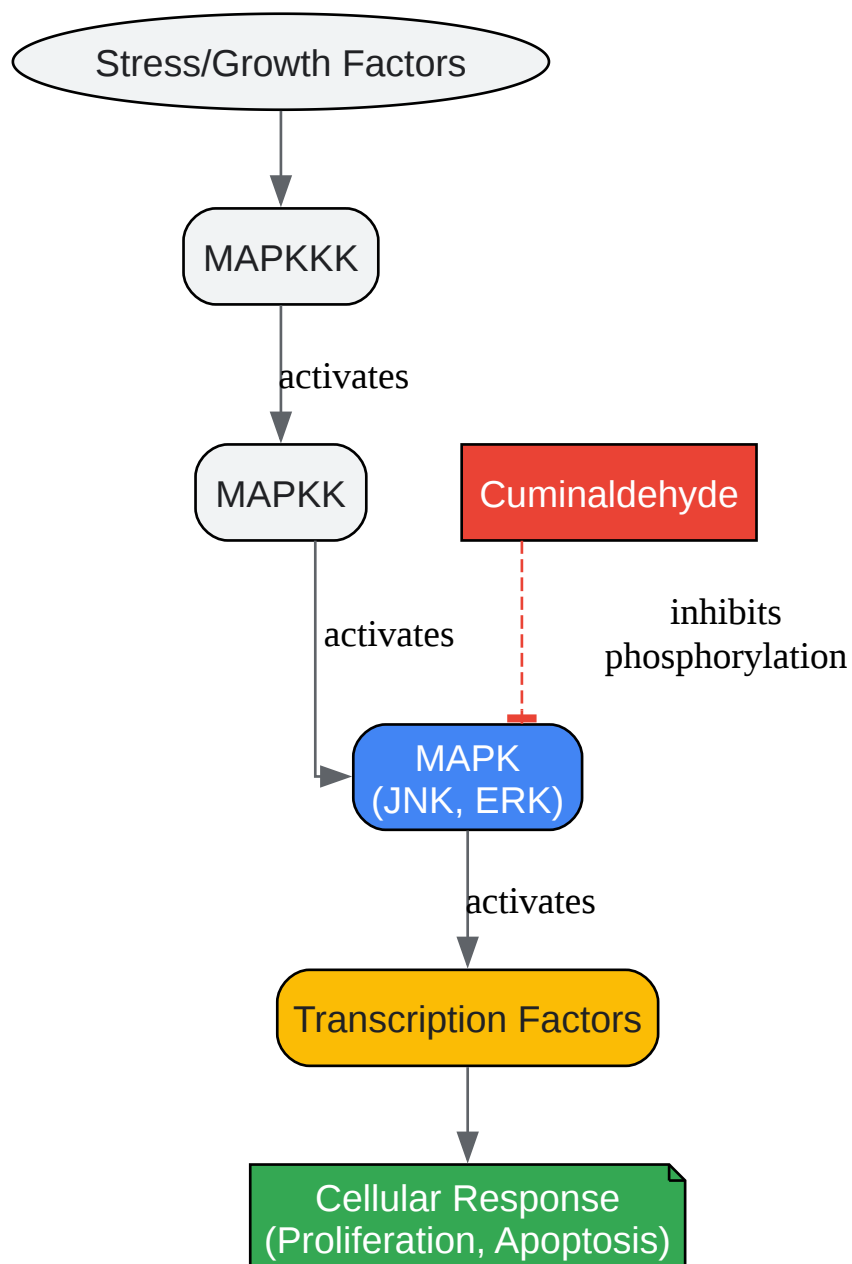 Stress/Growth Factors
MAPKKK
activates
MAPKK
Cuminaldehyde
activates
inhibits
phosphorylation
MAPK
(JNK, ERK)
activates
Transcription Factors
Cellular Response
(Proliferation, Apoptosis)